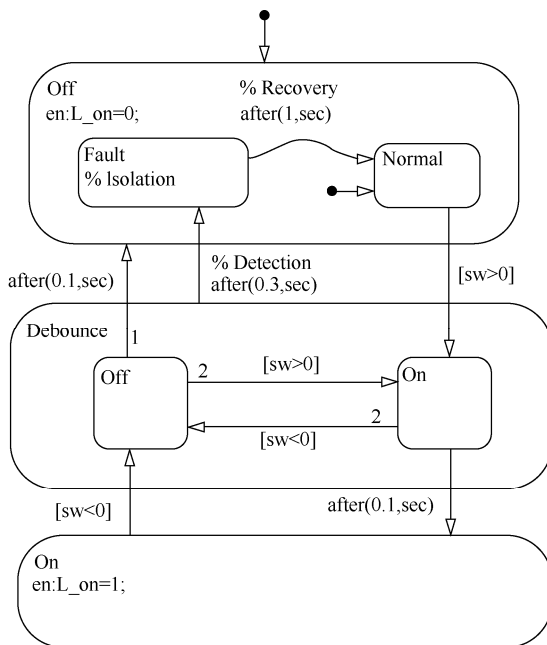 Off
en:L_on=0;
% Recovery
after(1,sec)
Fault
% Isolation
Normal
after(0.1,sec)
% Detection
after(0.3,sec)
[sw>0]
Debounce
1
Off
2
[sw>0]
On
[sw<0]
2
[sw<0]
after(0.1,sec)
On
en:L_on=1;